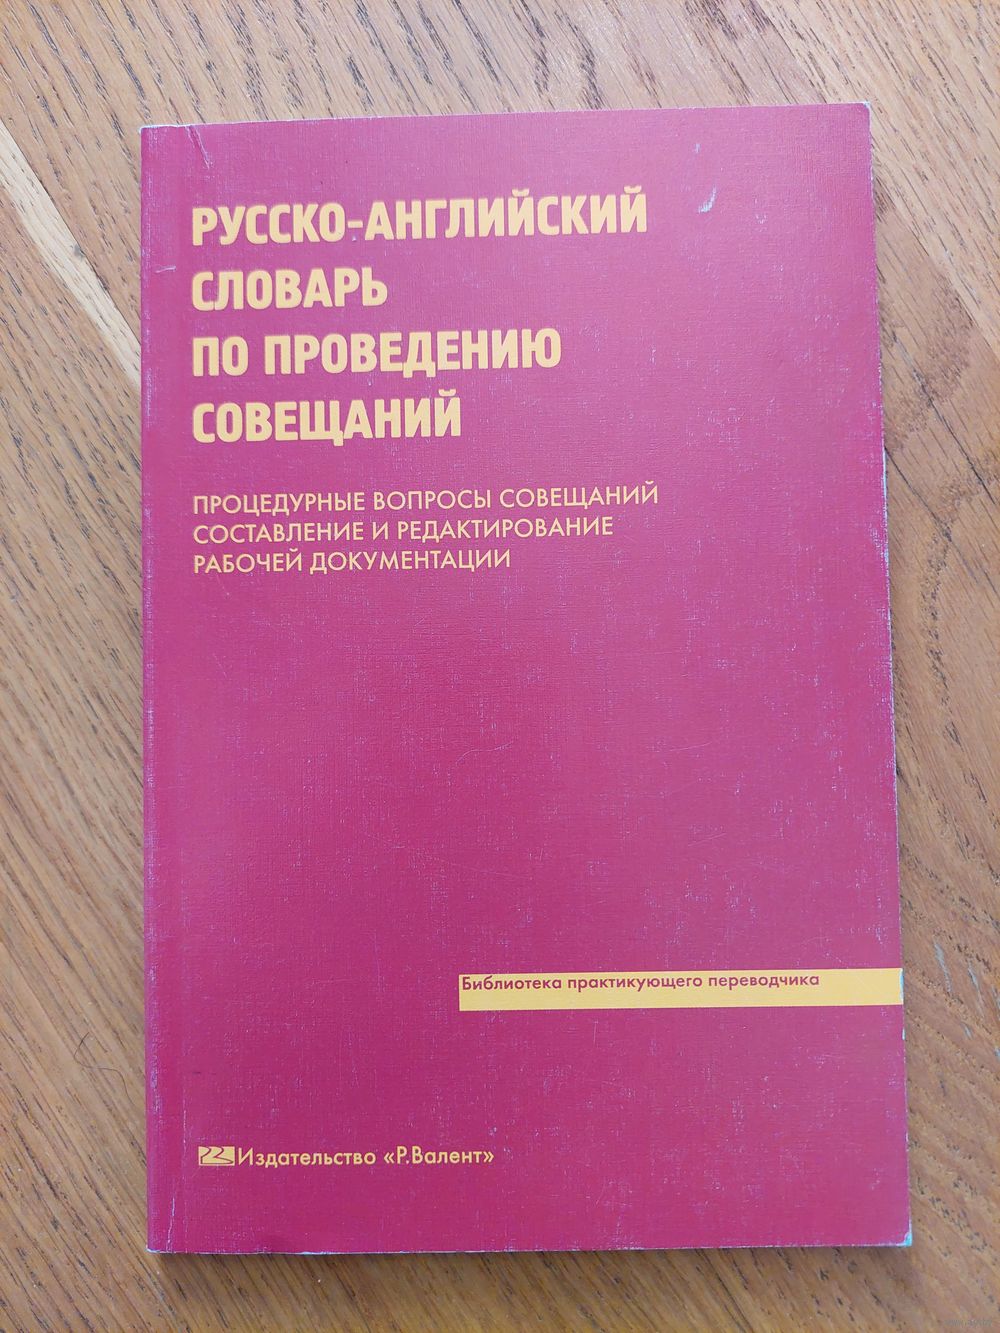 РУССКО-АНГЛИЙСКИЙ
СЛОВАРЬ
ПО ПРОВЕДЕНИЮ
СОВЕЩАНИЙ
ПРОЦЕДУРНЫЕ ВОПРОСЫ СОВЕЩАНИЙ
СОСТАВЛЕНИЕ И РЕДАКТИРОВАНИЕ
РАБОЧЕЙ ДОКУМЕНТАЦИИ
Библиотека практикующего переводчика
Издательство «Р.Валент»